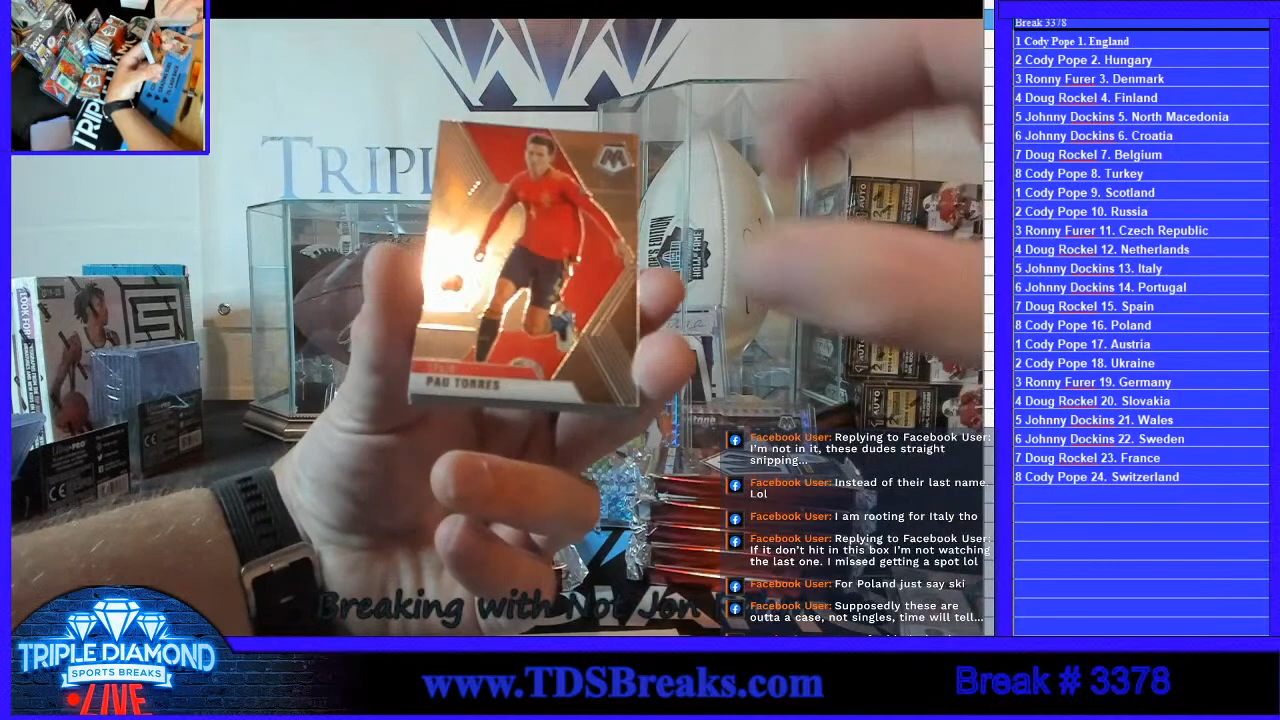 Break 3378
1 Cody Pope 1. England
2 Cody Pope 2. Hungary
3 Ronny Furer 3. Denmark
4 Doug Rockel 4. Finland
5 Johnny Dockins 5. North Macedonia
6 Johnny Dockins 6. Croatia
7 Doug Rockel 7. Belgium
8 Cody Pope 8. Turkey
1 Cody Pope 9. Scotland
2 Cody Pope 10. Russia
3 Ronny Furer 11. Czech Republic
4 Doug Rockel 12. Netherlands
5 Johnny Dockins 13. Italy
6 Johnny Dockins 14. Portugal
7 Doug Rockel 15. Spain
8 Cody Pope 16. Poland
1 Cody Pope 17. Austria
2 Cody Pope 18. Ukraine
3 Ronny Furer 19. Germany
4 Doug Rockel 20. Slovakia
5 Johnny Dockins 21. Wales
6 Johnny Dockins 22. Sweden
7 Doug Rockel 23. France
8 Cody Pope 24. Switzerland
TRIPL
PAU TORRES
Facebook User: Replying to Facebook User:
I'm not in it, these dudes straight
snipping...
Facebook User: Instead of their last name
Lol
Facebook User: I am rooting for Italy tho
Facebook User: Replying to Facebook User:
If it don't hit in this box I'm not watching
the last one. I missed getting a spot lol
Facebook User: For Poland just say ski
Facebook User: Supposedly these are
outta a case, not singles, time will tell...
Breaking with Not Jon
TRIPLE DIAMOND
SPORTS BREAKS
LIVE
www.TDSBreaks.com
Break # 3378